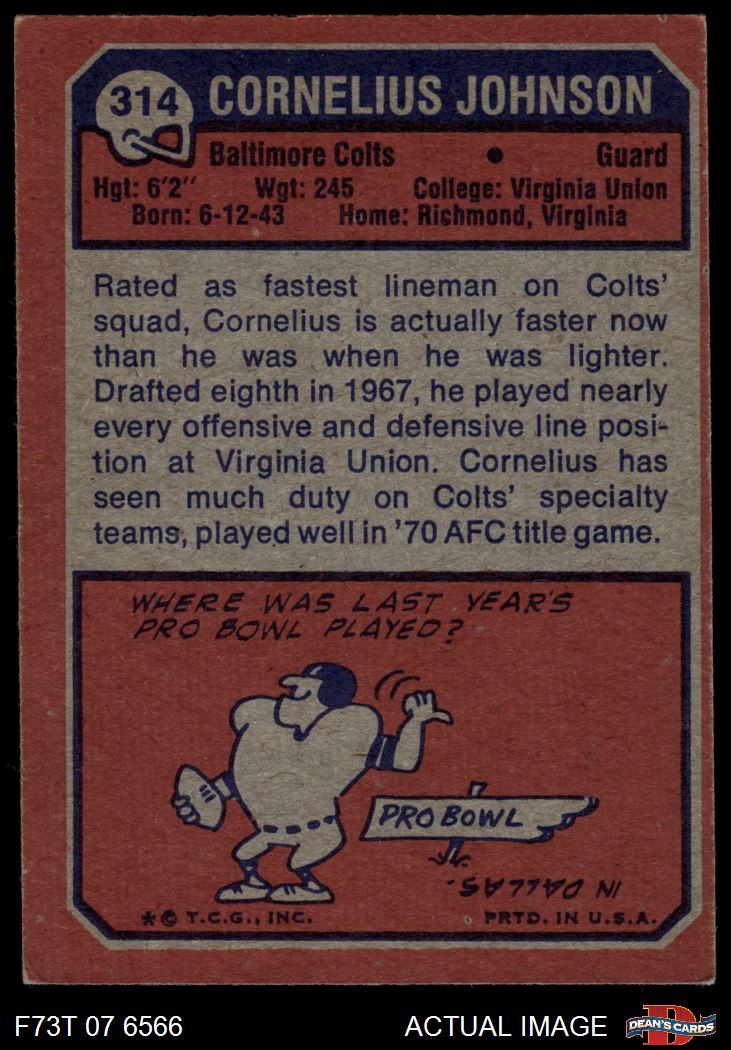 314 CORNELIUS JOHNSON
Baltimore Colts • Guard
Hgt: 6'2" Wgt: 245 College: Virginia Union
Born: 6-12-43 Home: Richmond, Virginia
Rated as fastest lineman on Colts'
squad, Cornelius is actually faster now
than he was when he was lighter.
Drafted eighth in 1967, he played nearly
every offensive and defensive line posi-
tion at Virginia Union. Cornelius has
seen much duty on Colts' specialty
teams, played well in '70 AFC title game.
WHERE WAS LAST YEAR'S
PRO BOWL PLAYED?
PRO BOWL
IN DALLAS.
* © T.C.G., INC. PRTD. IN U.S.A.
F73T 07 6566 ACTUAL IMAGE D DEAN'S CARDS